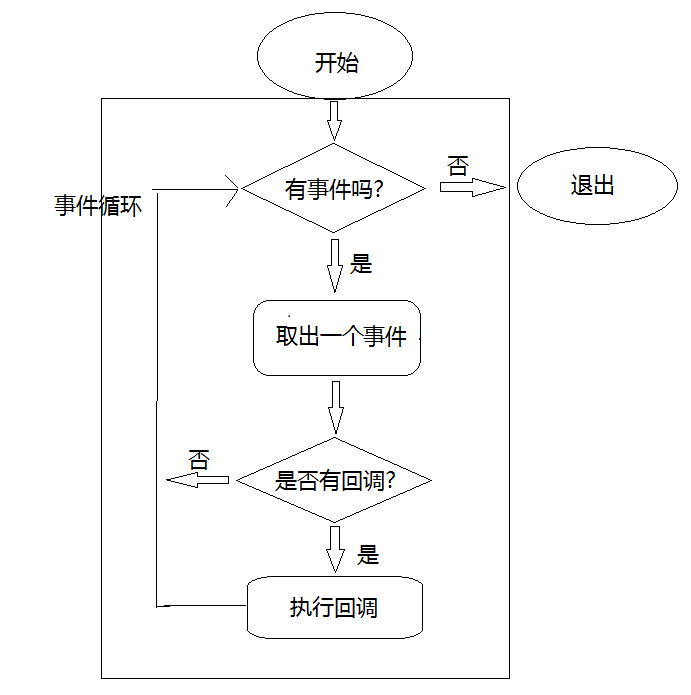 开始
有事件吗?
否
退出
事件循环
是
取出一个事件
否
是否有回调?
是
执行回调